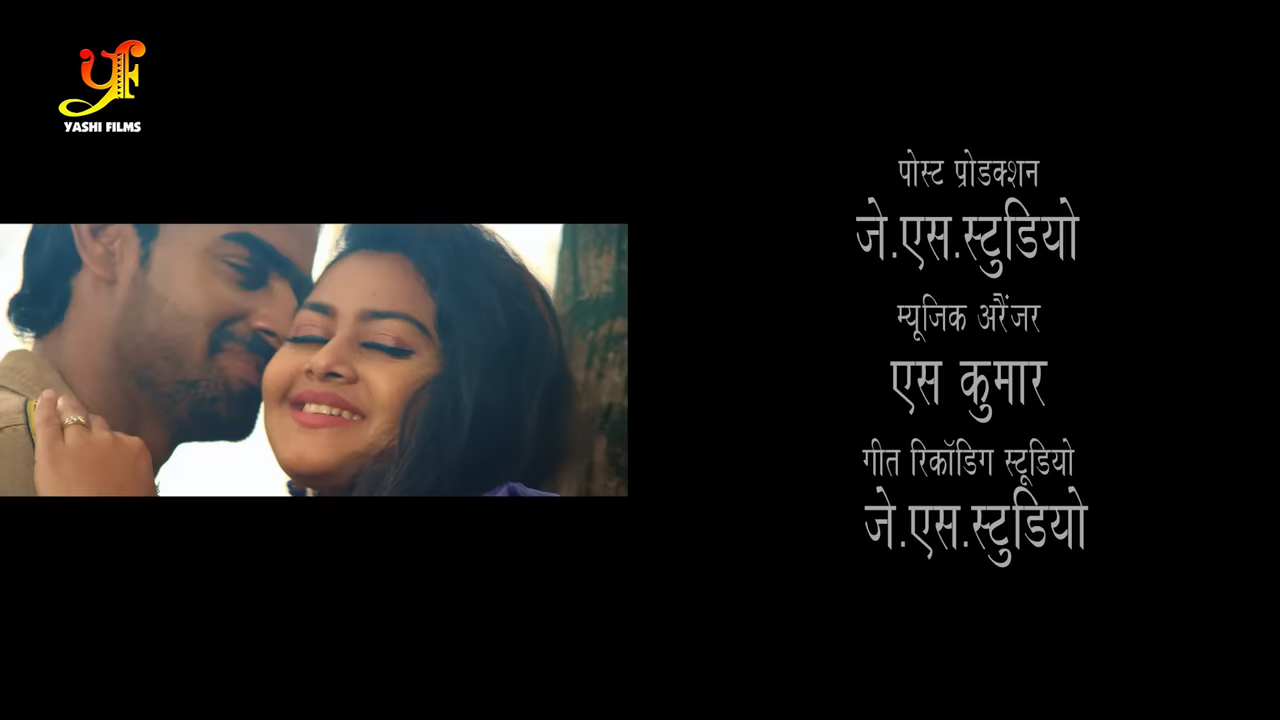 YASHI FILMS
पोस्ट प्रोडक्शन
जे.एस.स्टुडियो
म्यूजिक अरैंजर
एस कुमार
गीत रिकॉडिग स्टूडियो
जे.एस.स्टुडियो